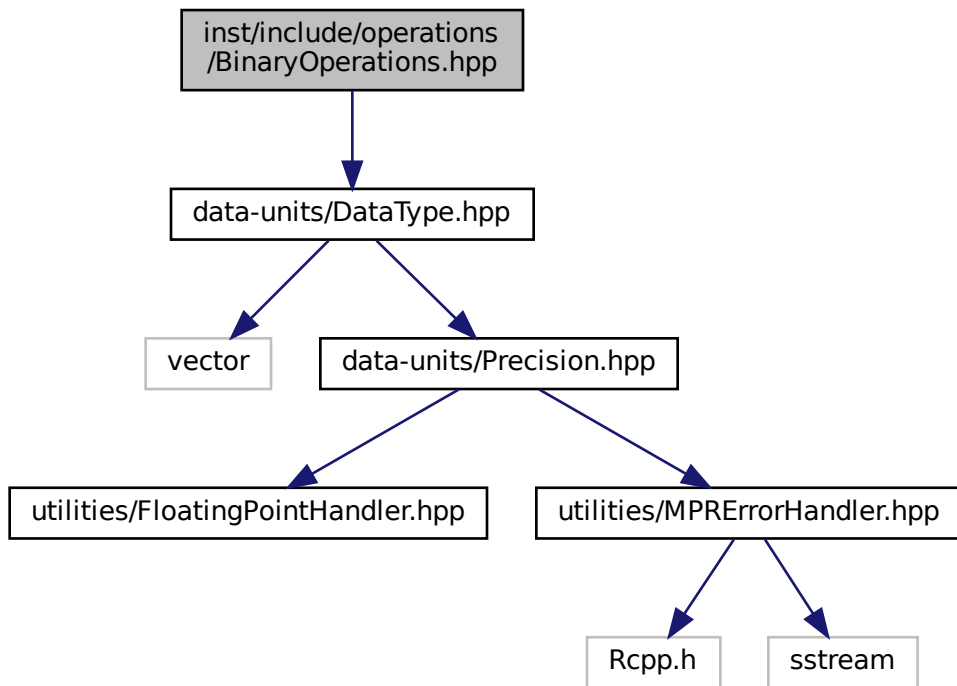 inst/include/operations
/BinaryOperations.hpp
data-units/DataType.hpp
vector
data-units/Precision.hpp
utilities/FloatingPointHandler.hpp
utilities/MPRErrorHandler.hpp
Rcpp.h
sstream